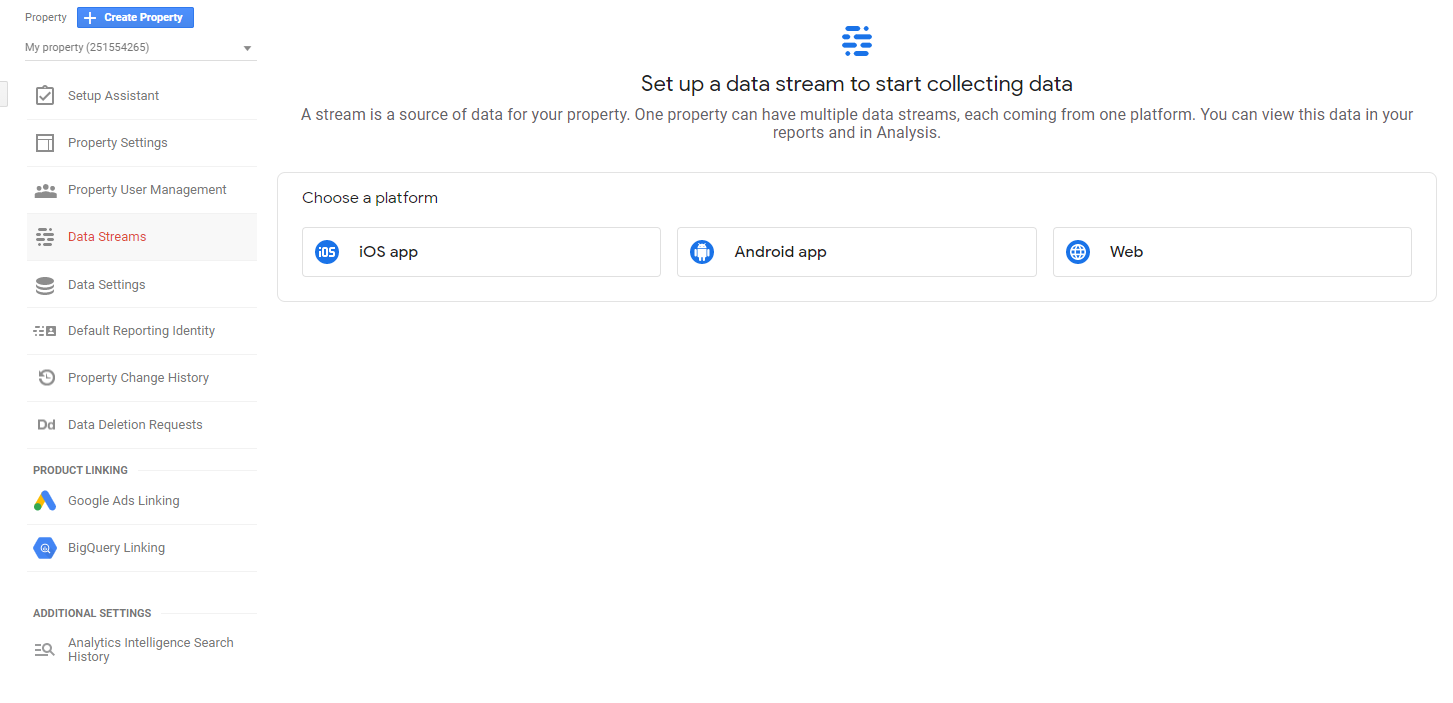 Property
Create Property
My property (251554265)
Setup Assistant
Property Settings
Property User Management
Data Streams
Data Settings
Default Reporting Identity
Property Change History
Dd Data Deletion Requests
PRODUCT LINKING
Google Ads Linking
BigQuery Linking
ADDITIONAL SETTINGS
Analytics Intelligence Search
History
Set up a data stream to start collecting data
A stream is a source of data for your property. One property can have multiple data streams, each coming from one platform. You can view this data in your
reports and in Analysis.
Choose a platform
iOS iOS app
Android app
Web